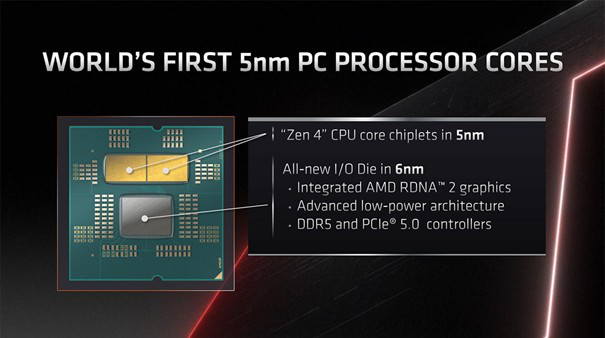 WORLD'S FIRST 5nm PC PROCESSOR CORES
“Zen 4” CPU core chiplets in 5nm
All-new I/O Die in 6nm
• Integrated AMD RDNA™ 2 graphics
• Advanced low-power architecture
• DDR5 and PCIe® 5.0 controllers